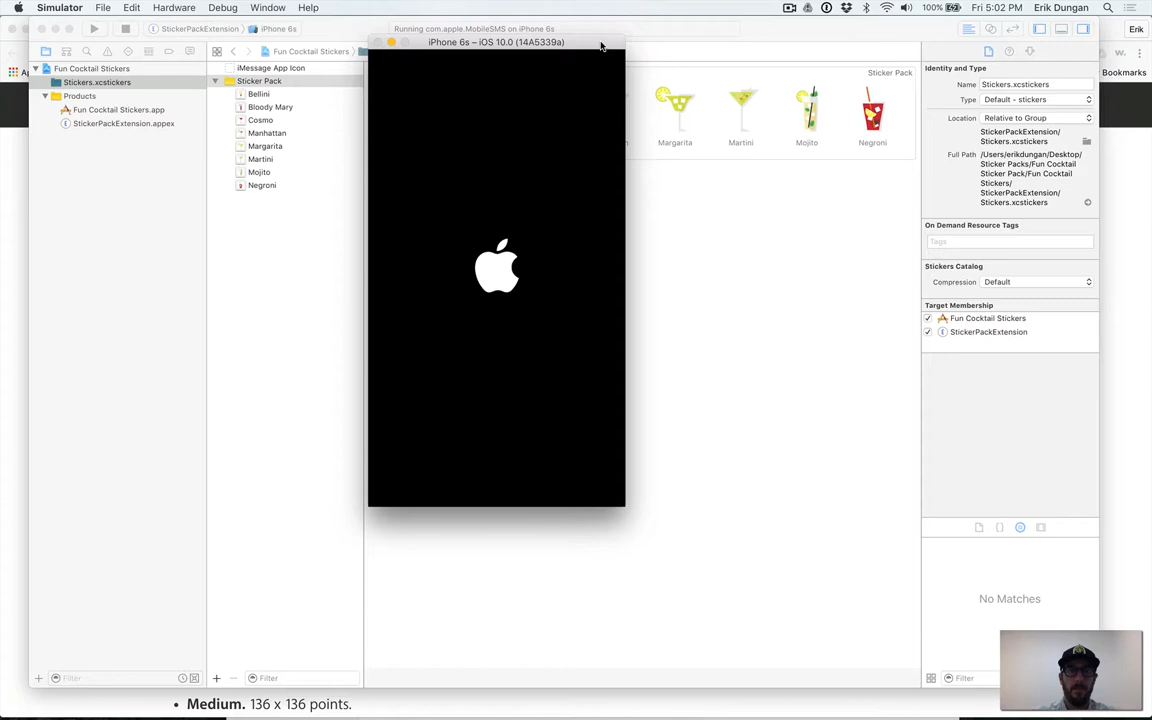 Simulator File Edit Debug Hardware Window Help 100% Fri 5:02 PM Erik Dungan
StickerPackExtension iPhone 6s Running com.apple.MobileSMS on iPhone 6s
iPhone 6s – iOS 10.0 (14A5339a)
Erik
Bookmarks
Fun Cocktail Stickers
Stickers.xcstickers
Products
Fun Cocktail Stickers.app
StickerPackExtension.appex
Filter
Fun Cocktail Stickers
iMessage App Icon
Sticker Pack
Bellini
Bloody Mary
Cosmo
Manhattan
Margarita
Martini
Mojito
Negroni
Filter
Sticker Pack
Margarita Martini Mojito Negroni
Identity and Type
Name Stickers.xcstickers
Type Default - stickers
Location Relative to Group
StickerPackExtension/
Stickers.xcstickers
Full Path /Users/erikdungan/Desktop/
Sticker Packs/Fun Cocktail
Sticker Pack/Fun Cocktail
Stickers/
StickerPackExtension/
Stickers.xcstickers
On Demand Resource Tags
Tags
Stickers Catalog
Compression Default
Target Membership
Fun Cocktail Stickers
StickerPackExtension
No Matches
Filter
• Medium. 136 x 136 points.